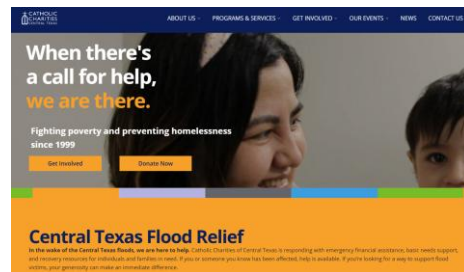 CATHOLIC
CHARITIES
CENTRAL TEXAS
ABOUT US
PROGRAMS & SERVICES
GET INVOLVED
OUR EVENTS
NEWS
CONTACT US
When there's
a call for help,
we are there.
Fighting poverty and preventing homelessness
since 1999
Get Involved
Donate Now
Central Texas Flood Relief
In the wake of the Central Texas floods, we are here to help. Catholic Charities of Central Texas is responding with emergency financial assistance, basic needs support,
and recovery resources for individuals and families in need. If you or someone you know has been affected, help is available. If you're looking for a way to support flood
victims, your generosity can make an immediate difference.